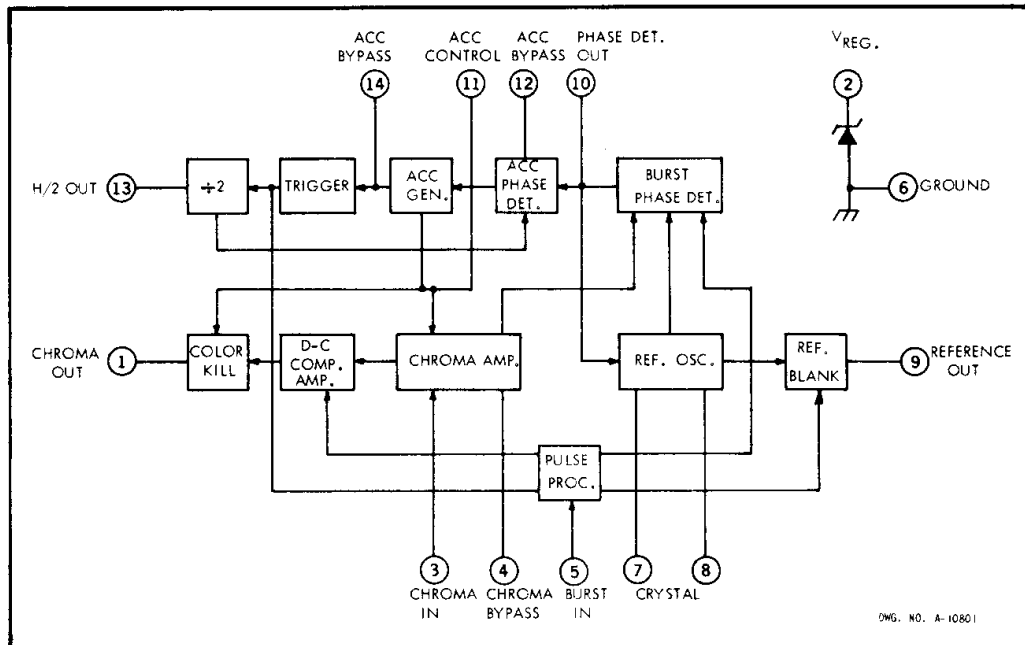 ACC BYPASS
14
ACC CONTROL
11
ACC BYPASS
12
PHASE DET. OUT
10
VREG.
2
H/2 OUT
13
÷2
TRIGGER
ACC GEN.
ACC PHASE DET.
BURST PHASE DET.
6
GROUND
CHROMA OUT
1
COLOR KILL
D-C COMP. AMP.
CHROMA AMP.
REF. OSC.
REF. BLANK
9
REFERENCE OUT
PULSE PROC.
3
CHROMA IN
4
CHROMA BYPASS
5
BURST IN
7
CRYSTAL
8
DWG. NO. A-10801